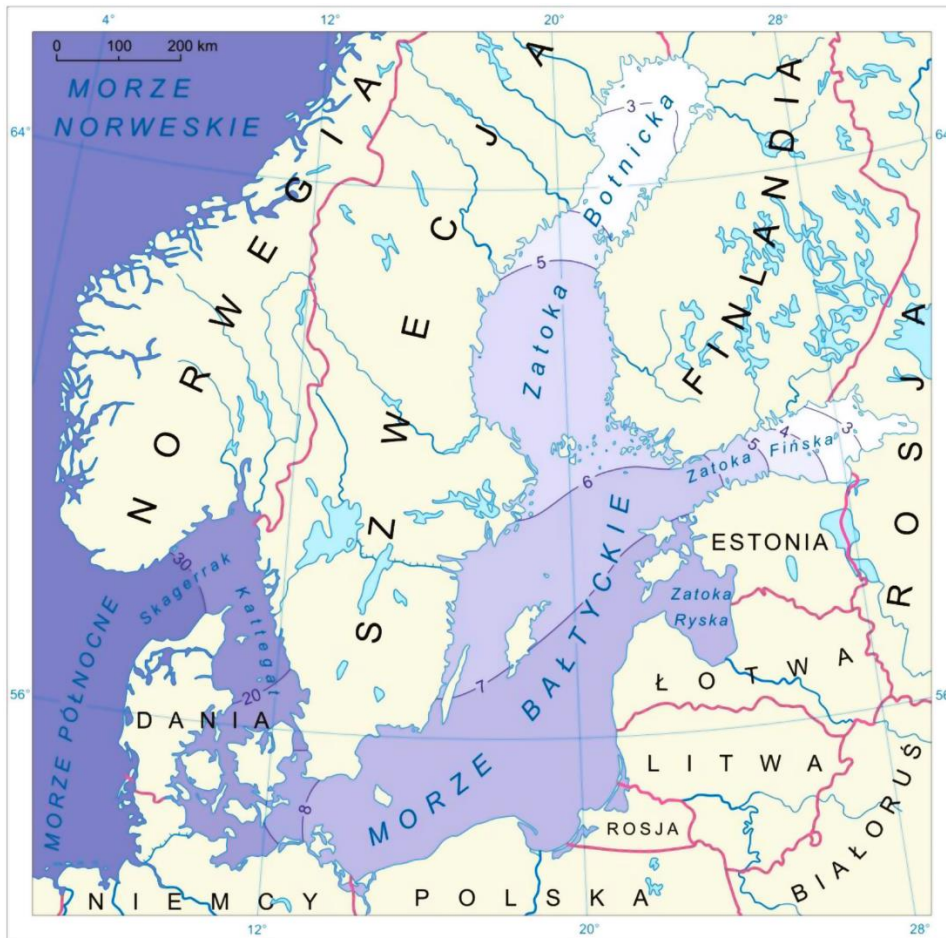 4°
12°
20°
28°
0 100 200 km
MORZE
NORWESKIE
64°
64
NORWEGIA
SZWECJA
FINLANDIA
ROSJA
3
Zatoka Botnicka
5
6
Zatoka Fińska
5
4
3
30
Skagerrak
Kattegat
20
MORZE PÓŁNOCNE
MORZE BAŁTYCKIE
ESTONIA
Zatoka
Ryska
7
8
56°
56
DANIA
ŁOTWA
LITWA
ROSJA
BIAŁORUŚ
NIEMCY
POLSKA
12°
20°
28°